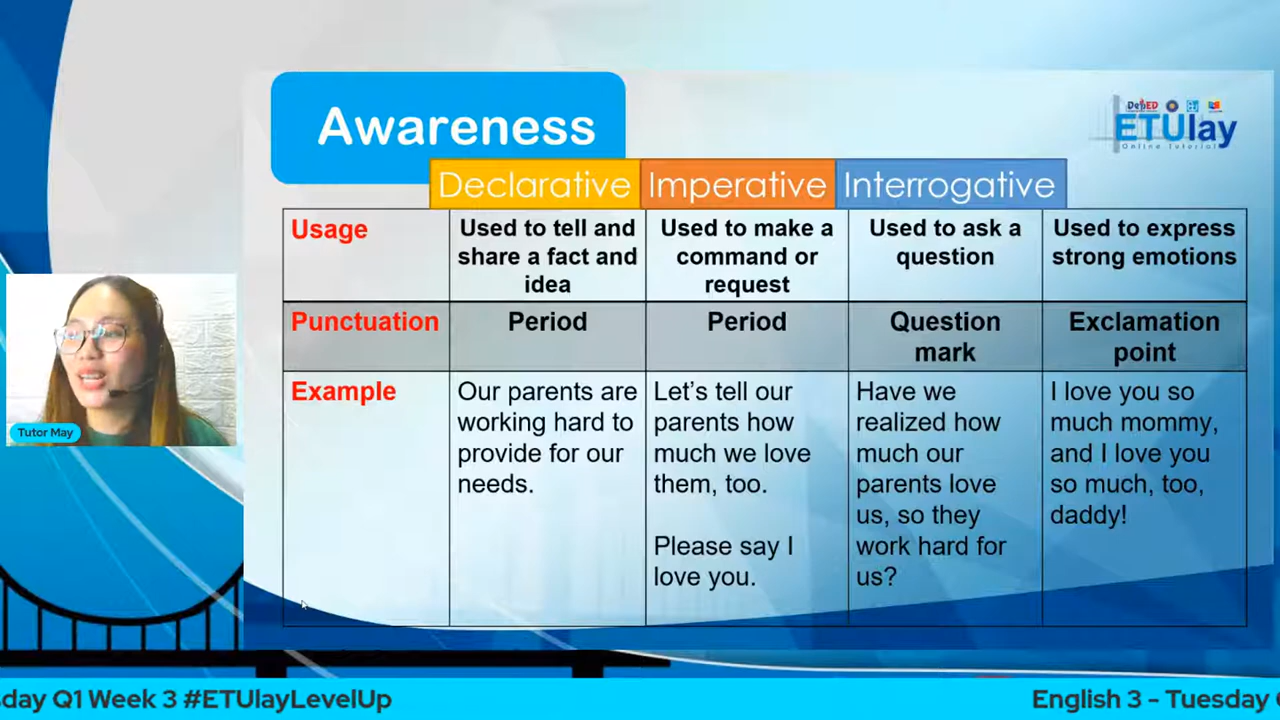 Awareness
DepED
ETUlay
Online Tutorial
Declarative Imperative Interrogative
Usage
Used to tell and
share a fact and
idea
Used to make a
command or
request
Used to ask a
question
Used to express
strong emotions
Punctuation
Period
Period
Question
mark
Exclamation
point
Example
Our parents are
working hard to
provide for our
needs.
Let’s tell our
parents how
much we love
them, too.
Please say I
love you.
Have we
realized how
much our
parents love
us, so they
work hard for
us?
I love you so
much mommy,
and I love you
so much, too,
daddy!
Tutor May
sday Q1 Week 3 #ETUlayLevelUp
English 3 - Tuesday